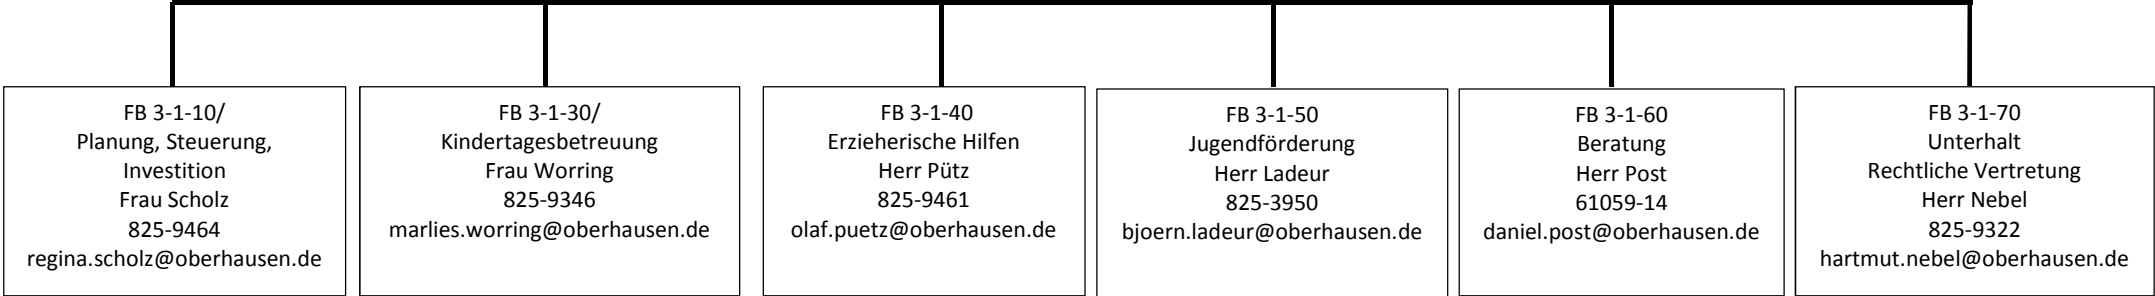 FB 3-1-10/
Planung, Steuerung,
Investition
Frau Scholz
825-9464
regina.scholz@oberhausen.de
FB 3-1-30/
Kindertagesbetreuung
Frau Worring
825-9346
marlies.worring@oberhausen.de
FB 3-1-40
Erzieherische Hilfen
Herr Pütz
825-9461
olaf.puetz@oberhausen.de
FB 3-1-50
Jugendförderung
Herr Ladeur
825-3950
bjoern.ladeur@oberhausen.de
FB 3-1-60
Beratung
Herr Post
61059-14
daniel.post@oberhausen.de
FB 3-1-70
Unterhalt
Rechtliche Vertretung
Herr Nebel
825-9322
hartmut.nebel@oberhausen.de